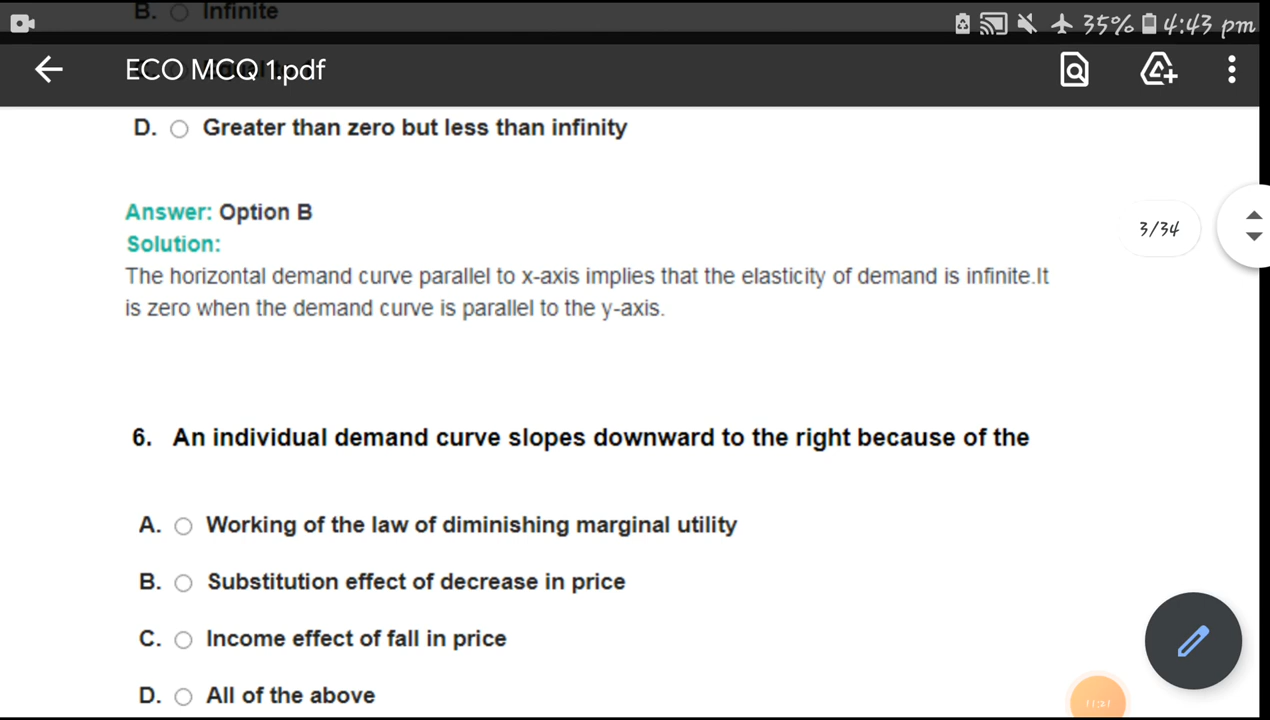 B. Infinite
35% 4:43 pm
ECO MCQ 1.pdf
D. Greater than zero but less than infinity
Answer: Option B
3/34
Solution:
The horizontal demand curve parallel to x-axis implies that the elasticity of demand is infinite.It
is zero when the demand curve is parallel to the y-axis.
6. An individual demand curve slopes downward to the right because of the
A. Working of the law of diminishing marginal utility
B. Substitution effect of decrease in price
C. Income effect of fall in price
D. All of the above
11:21